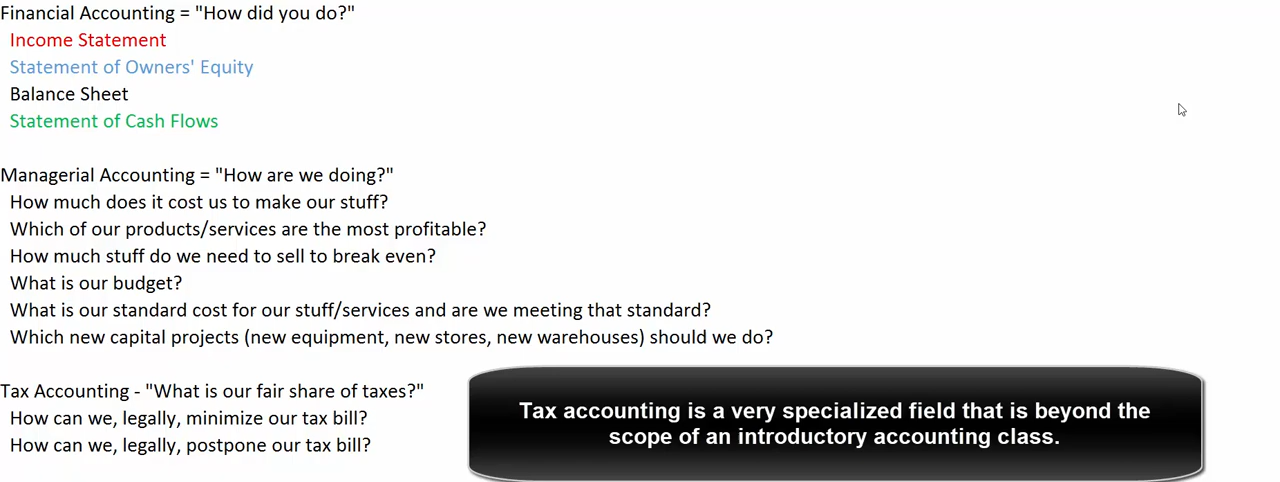 Financial Accounting = "How did you do?"
Income Statement
Statement of Owners' Equity
Balance Sheet
Statement of Cash Flows
Managerial Accounting = "How are we doing?"
How much does it cost us to make our stuff?
Which of our products/services are the most profitable?
How much stuff do we need to sell to break even?
What is our budget?
What is our standard cost for our stuff/services and are we meeting that standard?
Which new capital projects (new equipment, new stores, new warehouses) should we do?
Tax Accounting - "What is our fair share of taxes?"
How can we, legally, minimize our tax bill?
How can we, legally, postpone our tax bill?
Tax accounting is a very specialized field that is beyond the
scope of an introductory accounting class.